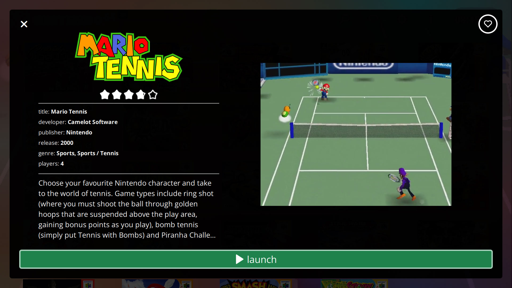 MARIO
TENNIS
title: Mario Tennis
developer: Camelot Software
publisher: Nintendo
release: 2000
genre: Sports, Sports / Tennis
players: 4
Choose your favourite Nintendo character and take
to the world of tennis. Game types include ring shot
(where you must shoot the ball through golden
hoops that are suspended above the play area,
gaining bonus points as you play), bomb tennis
(simply put Tennis with Bombs) and Piranha Challe...
Nintendo
launch